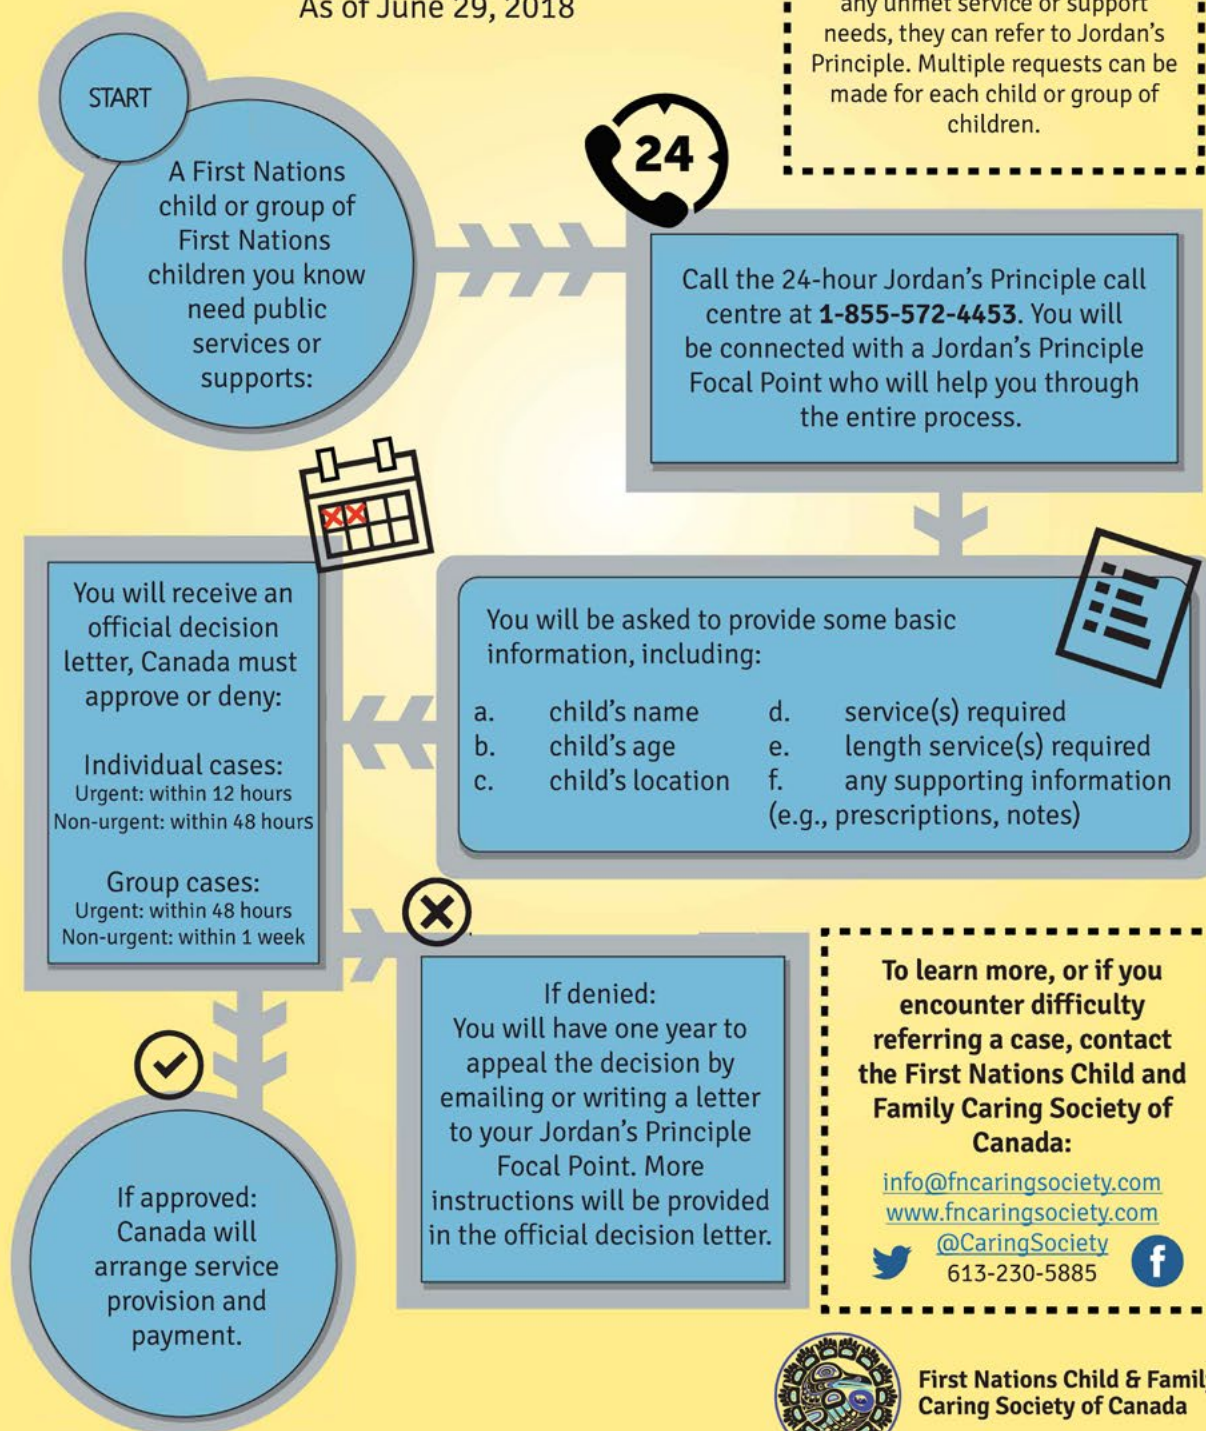 As of June 29, 2018
any unmet service or support
needs, they can refer to Jordan's
Principle. Multiple requests can be
made for each child or group of
children.
START
A First Nations
child or group of
First Nations
children you know
need public
services or
supports:
24
Call the 24-hour Jordan's Principle call
centre at 1-855-572-4453. You will
be connected with a Jordan's Principle
Focal Point who will help you through
the entire process.
You will be asked to provide some basic
information, including:
a. child's name
b. child's age
c. child's location
d. service(s) required
e. length service(s) required
f. any supporting information
(e.g., prescriptions, notes)
You will receive an
official decision
letter, Canada must
approve or deny:
Individual cases:
Urgent: within 12 hours
Non-urgent: within 48 hours
Group cases:
Urgent: within 48 hours
Non-urgent: within 1 week
If denied:
You will have one year to
appeal the decision by
emailing or writing a letter
to your Jordan's Principle
Focal Point. More
instructions will be provided
in the official decision letter.
If approved:
Canada will
arrange service
provision and
payment.
To learn more, or if you
encounter difficulty
referring a case, contact
the First Nations Child and
Family Caring Society of
Canada:
info@fncaringsociety.com
www.fncaringsociety.com
@CaringSociety
613-230-5885
f
First Nations Child & Family
Caring Society of Canada